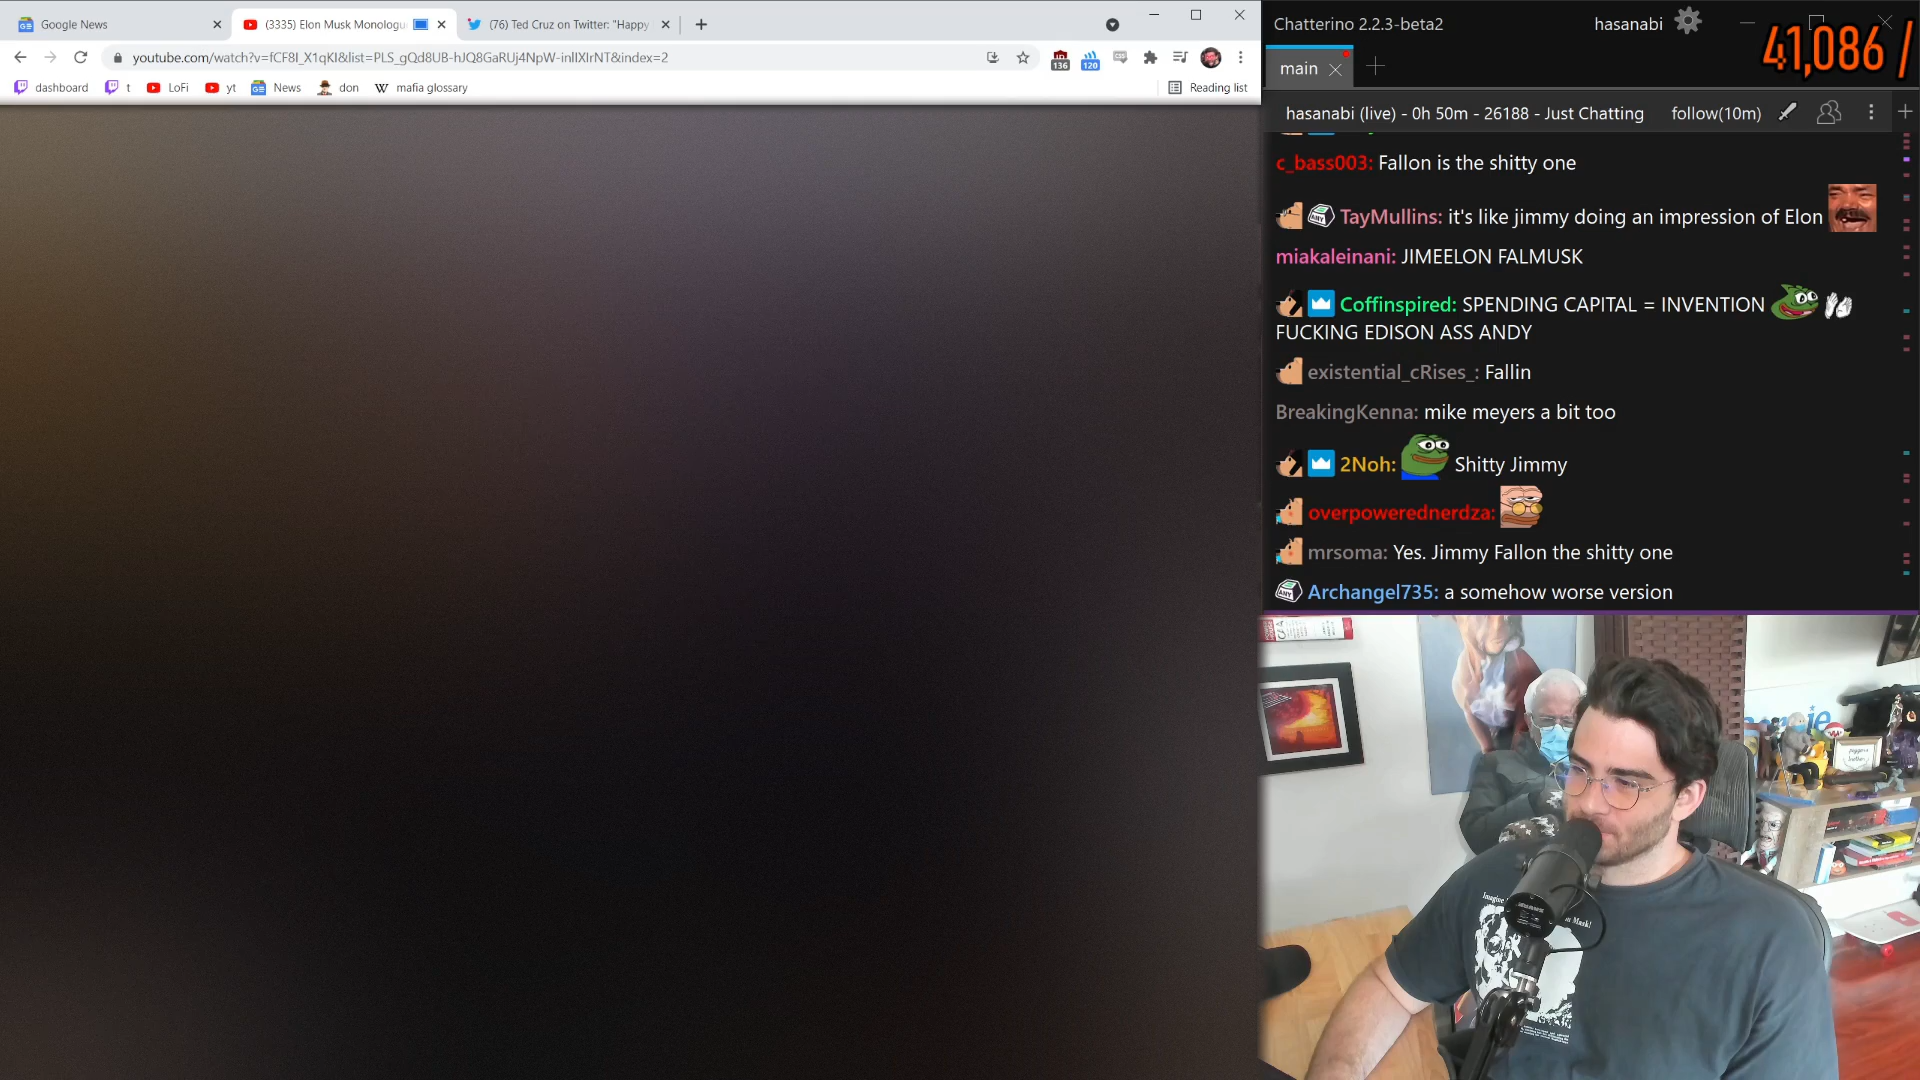 Google News
(3335) Elon Musk Monologu
(76) Ted Cruz on Twitter: "Happy
youtube.com/watch?v=fCF8I_X1qKI&list=PLS_gQd8UB-hJQ8GaRUj4NpW-inlIXIrNT&index=2
136
120
dashboard
t
LoFi
yt
News
don
W mafia glossary
Reading list
Chatterino 2.2.3-beta2
hasanabi
41,086 /
main
hasanabi (live) - 0h 50m - 26188 - Just Chatting
follow(10m)
c_bass003: Fallon is the shitty one
TayMullins: it's like jimmy doing an impression of Elon
miakaleinani: JIMEELON FALMUSK
Coffinspired: SPENDING CAPITAL = INVENTION
FUCKING EDISON ASS ANDY
existential_cRises_: Fallin
BreakingKenna: mike meyers a bit too
2Noh: Shitty Jimmy
overpowerednerdza:
mrsoma: Yes. Jimmy Fallon the shitty one
ANY Archangel735: a somehow worse version